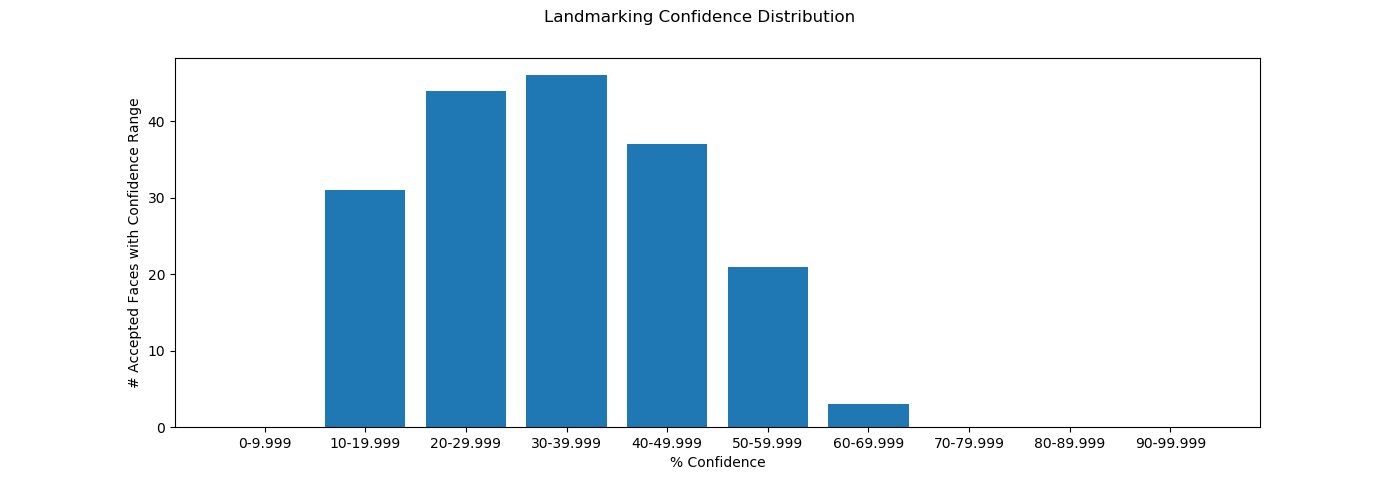 Landmarking Confidence Distribution
# Accepted Faces with Confidence Range
40
30
20
10
0
0-9.999 10-19.999 20-29.999 30-39.999 40-49.999 50-59.999 60-69.999 70-79.999 80-89.999 90-99.999
% Confidence